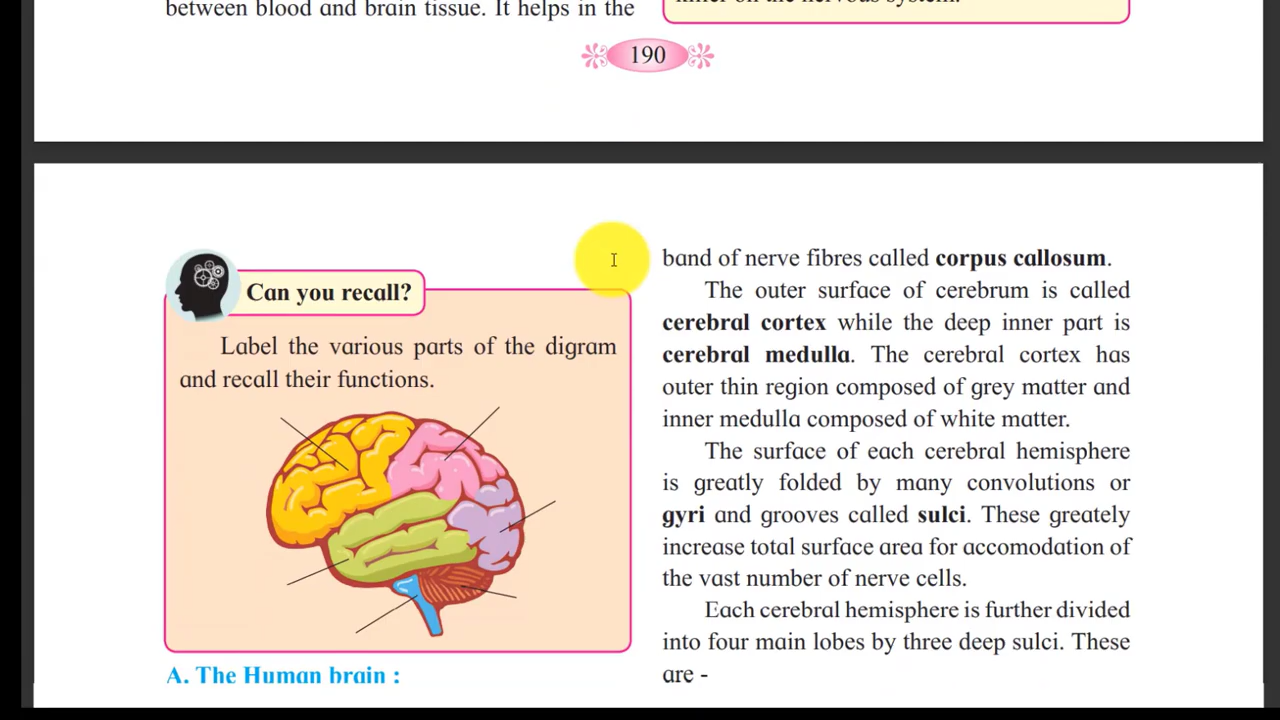 between blood and brain tissue. It helps in the
190
Can you recall?
Label the various parts of the digram
and recall their functions.
A. The Human brain :
band of nerve fibres called corpus callosum.
The outer surface of cerebrum is called
cerebral cortex while the deep inner part is
cerebral medulla. The cerebral cortex has
outer thin region composed of grey matter and
inner medulla composed of white matter.
The surface of each cerebral hemisphere
is greatly folded by many convolutions or
gyri and grooves called sulci. These greately
increase total surface area for accomodation of
the vast number of nerve cells.
Each cerebral hemisphere is further divided
into four main lobes by three deep sulci. These
are -